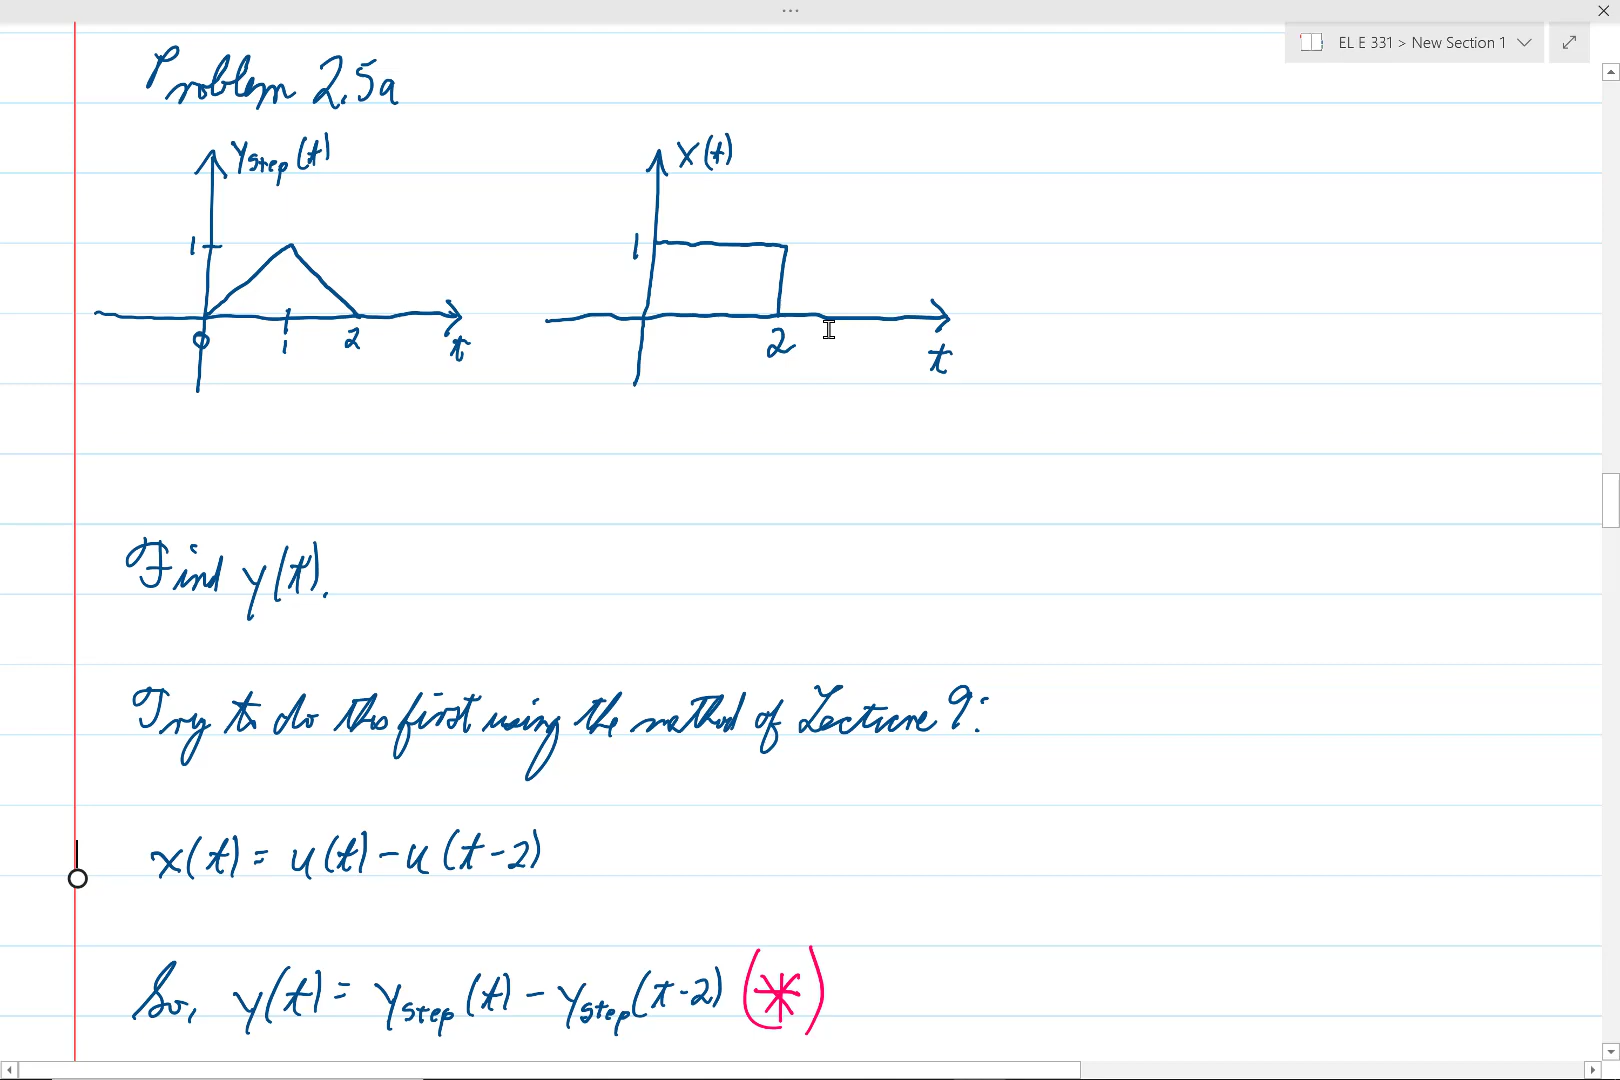 EL E 331 > New Section 1
Problem 2.5a
Ystep(t)
X(t)
1
1
0
1
2
t
2
t
Find y(t).
Try to do this first using the method of Lecture 9:
x(t) = u(t) - u(t-2)
So, y(t) = Ystep(t) - Ystep(t-2) (*)